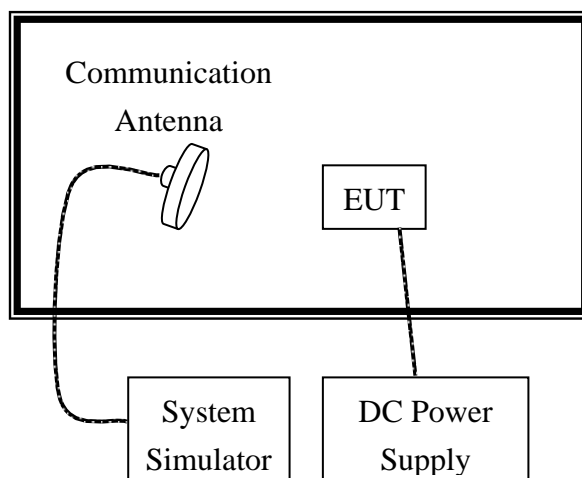 Communication
Antenna
EUT
System
Simulator
DC Power
Supply